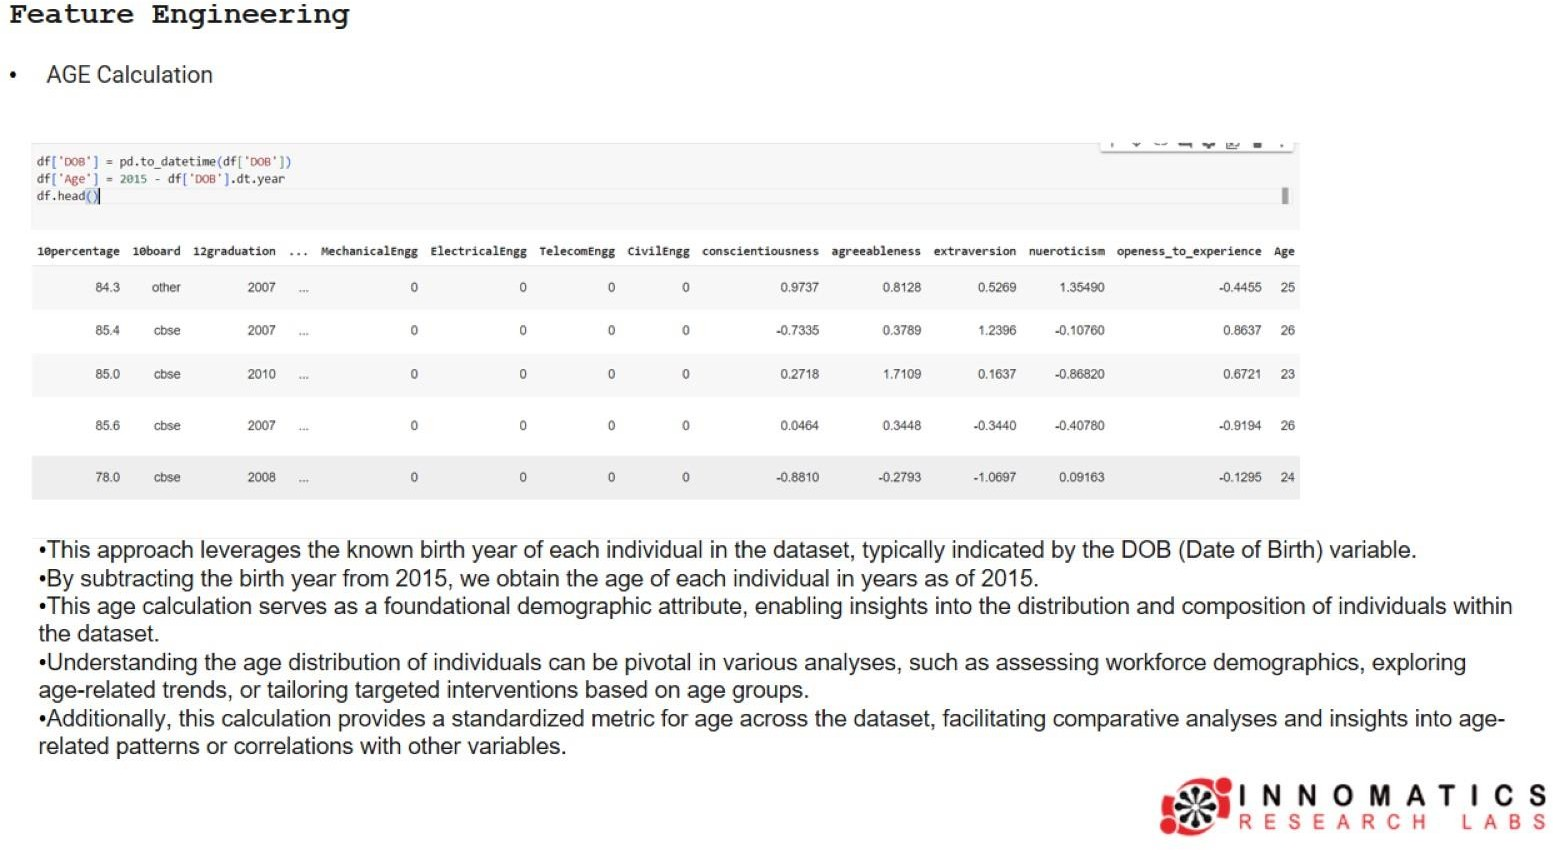 Feature Engineering
• AGE Calculation
df['DOB'] = pd.to_datetime(df['DOB'])
df['Age'] = 2015 - df['DOB'].dt.year
df.head()
10percentage 10board 12graduation ... MechanicalEngg ElectricalEngg TelecomEngg CivilEngg conscientiousness agreeableness extraversion nueroticism openess_to_experience Age
84.3 other 2007 ... 0 0 0 0 0.9737 0.8128 0.5269 1.35490 -0.4455 25
85.4 cbse 2007 ... 0 0 0 0 -0.7335 0.3789 1.2396 -0.10760 0.8637 26
85.0 cbse 2010 ... 0 0 0 0 0.2718 1.7109 0.1637 -0.86820 0.6721 23
85.6 cbse 2007 ... 0 0 0 0 0.0464 0.3448 -0.3440 -0.40780 -0.9194 26
78.0 cbse 2008 ... 0 0 0 0 -0.8810 -0.2793 -1.0697 0.09163 -0.1295 24
•This approach leverages the known birth year of each individual in the dataset, typically indicated by the DOB (Date of Birth) variable.
•By subtracting the birth year from 2015, we obtain the age of each individual in years as of 2015.
•This age calculation serves as a foundational demographic attribute, enabling insights into the distribution and composition of individuals within
the dataset.
•Understanding the age distribution of individuals can be pivotal in various analyses, such as assessing workforce demographics, exploring
age-related trends, or tailoring targeted interventions based on age groups.
•Additionally, this calculation provides a standardized metric for age across the dataset, facilitating comparative analyses and insights into age-
related patterns or correlations with other variables.
INNOMATICS
RESEARCH LABS